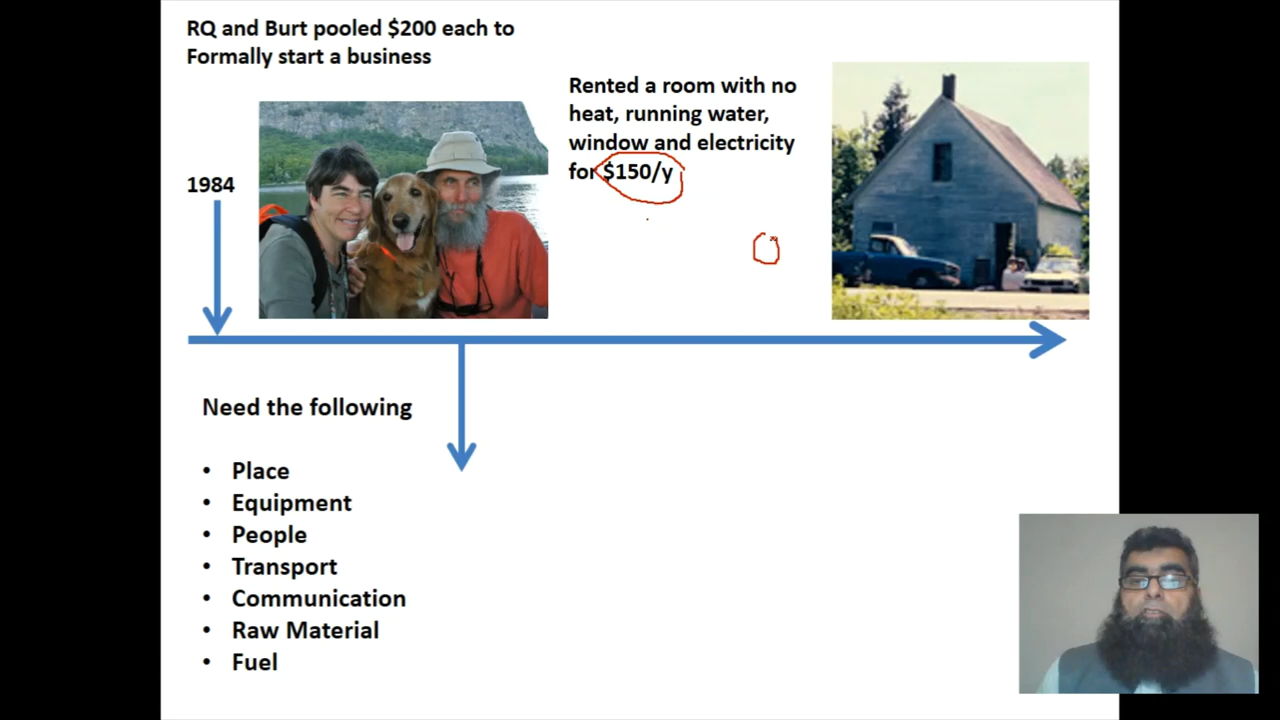 RQ and Burt pooled $200 each to
Formally start a business
Rented a room with no
heat, running water,
window and electricity
for $150/y
1984
Need the following
• Place
• Equipment
• People
• Transport
• Communication
• Raw Material
• Fuel